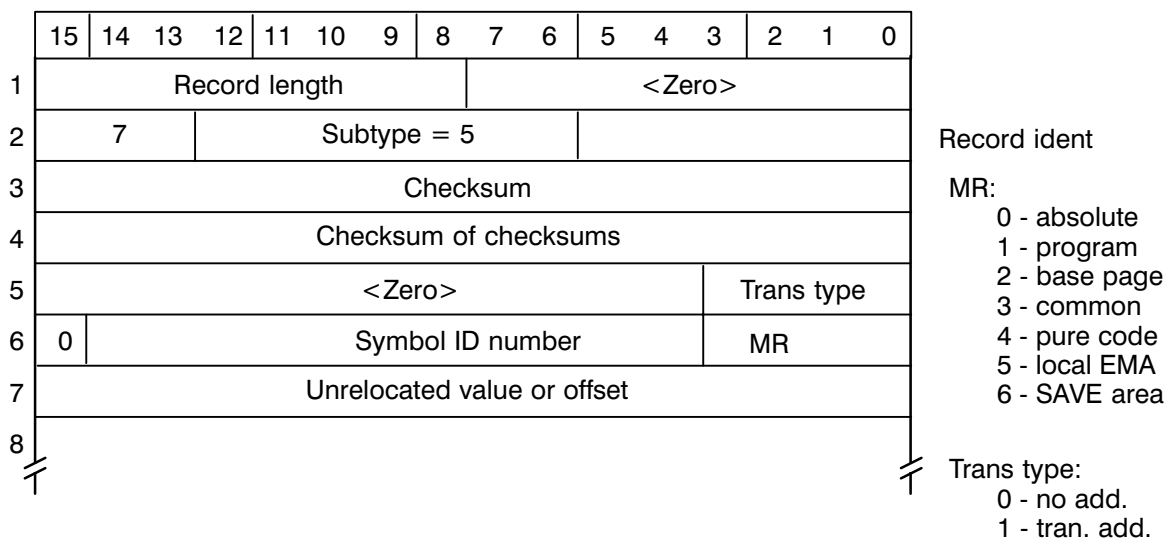 15 14 13 12 11 10 9 8 7 6 5 4 3 2 1 0
1 Record length <Zero>
2 7 Subtype = 5 Record ident
3 Checksum MR:
0 - absolute
4 Checksum of checksums
1 - program
2 - base page
5 <Zero> Trans type
3 - common
6 0 Symbol ID number MR
4 - pure code
5 - local EMA
7 Unrelocated value or offset
6 - SAVE area
8
Trans type:
0 - no add.
1 - tran. add.